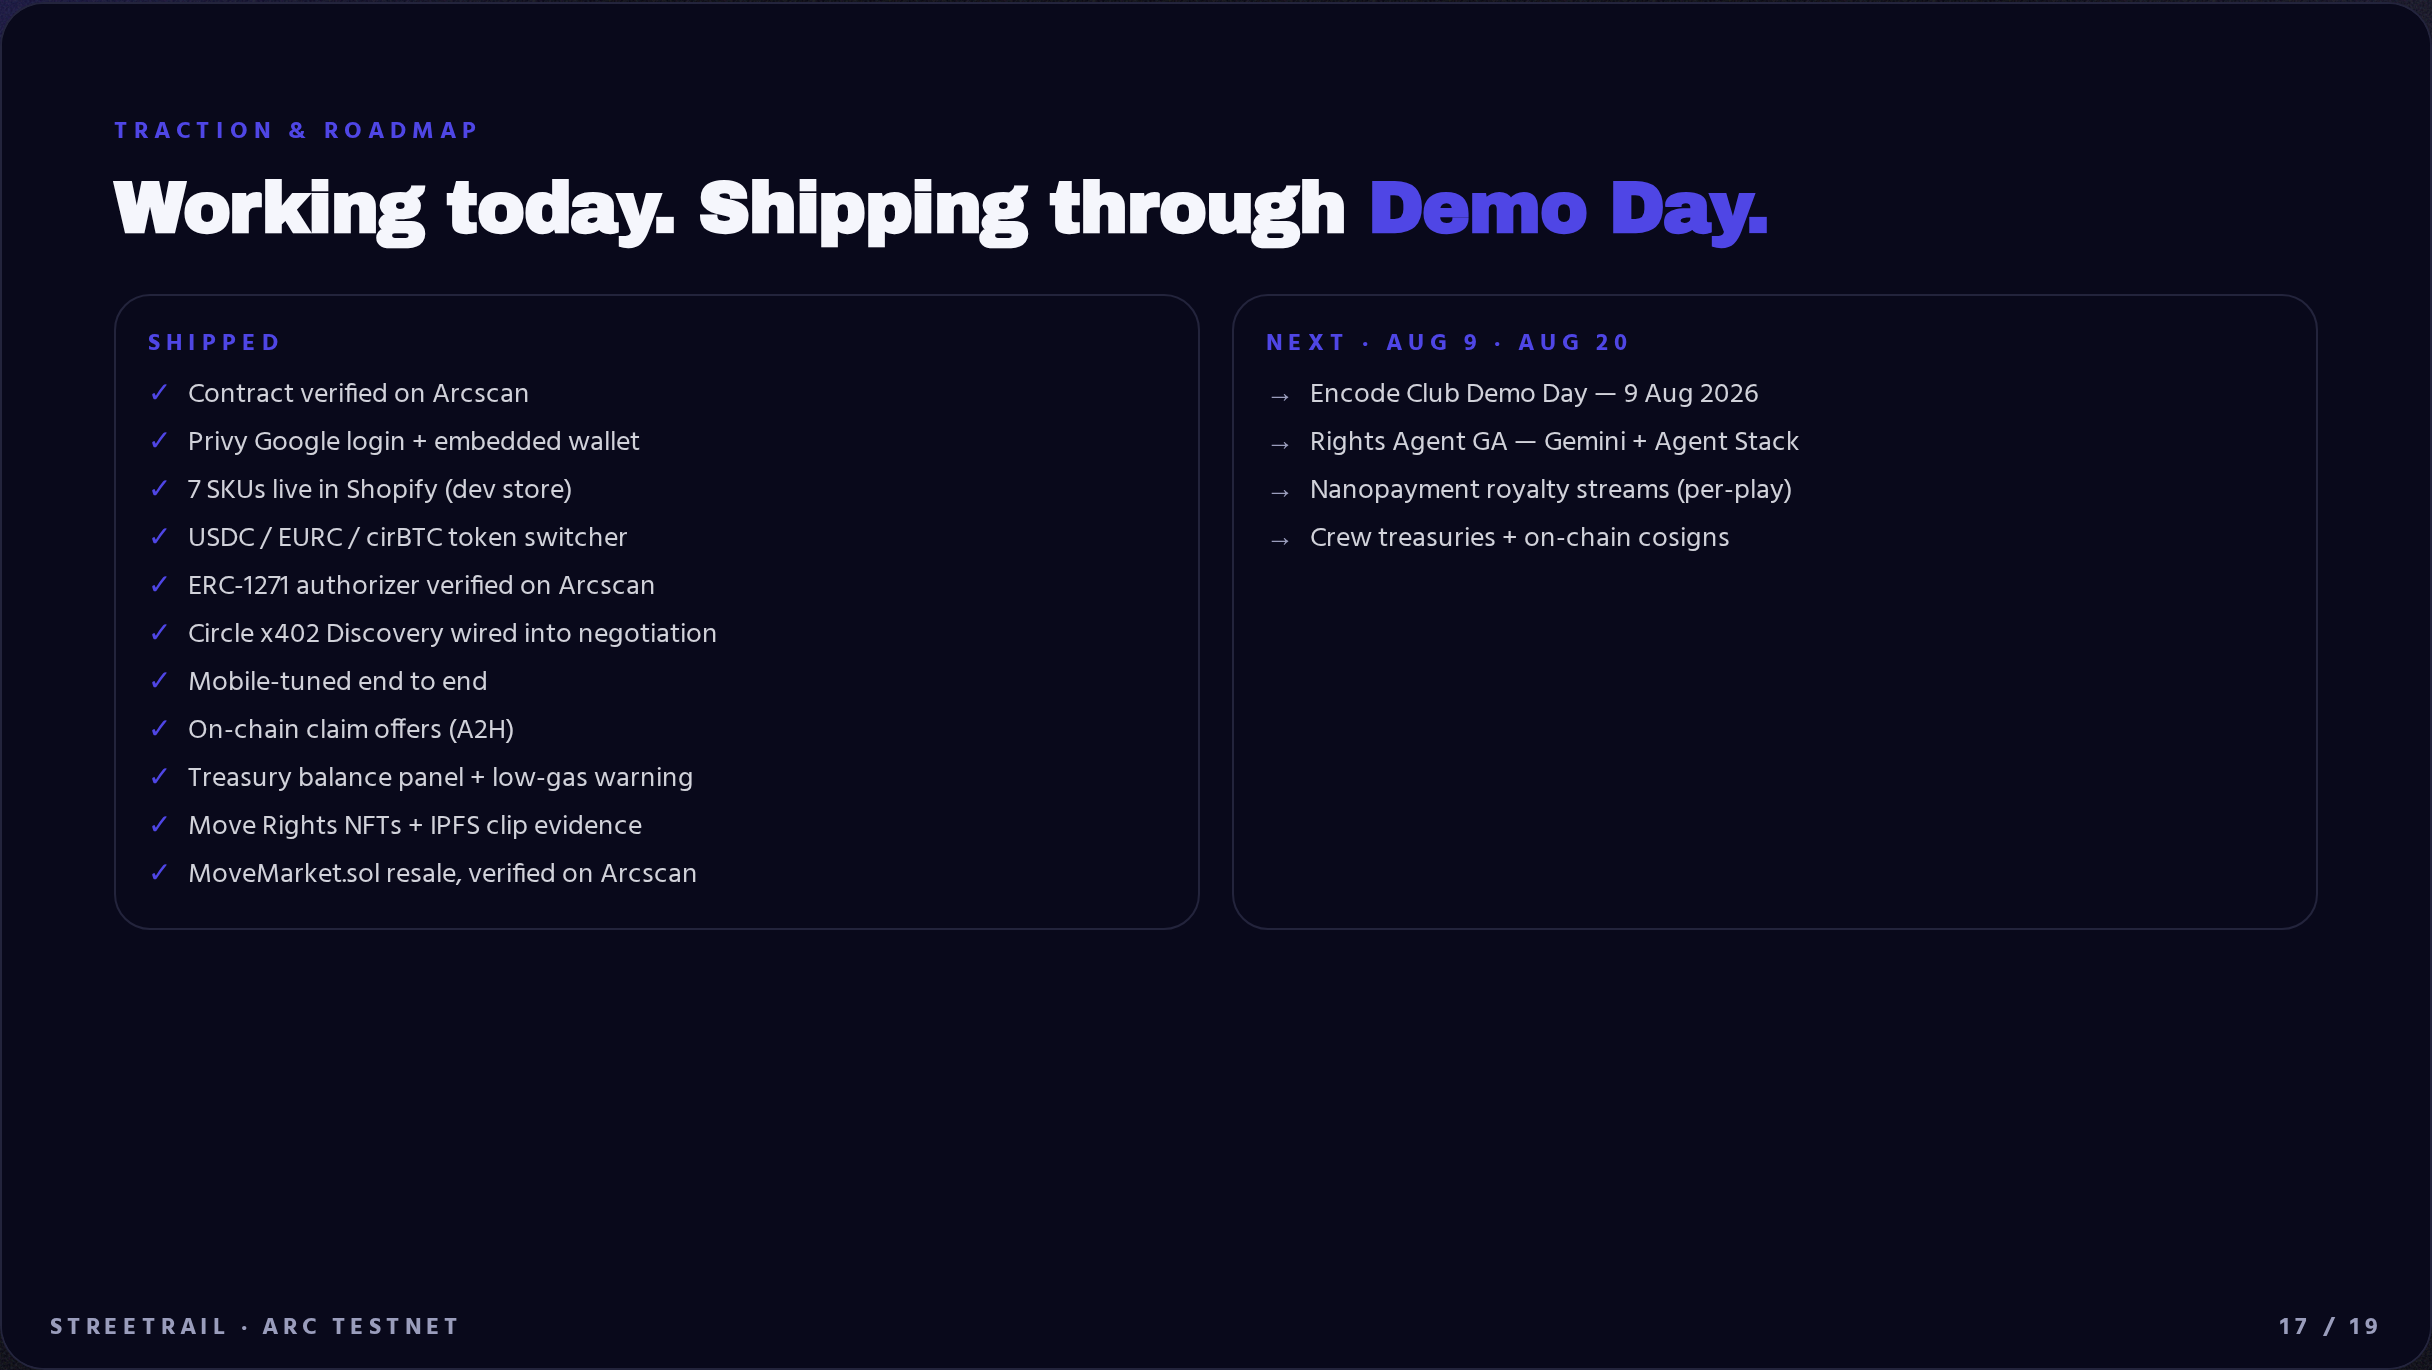 TRACTION & ROADMAP
Working today. Shipping through Demo Day.
SHIPPED
✓ Contract verified on Arcscan
✓ Privy Google login + embedded wallet
✓ 7 SKUs live in Shopify (dev store)
✓ USDC / EURC / cirBTC token switcher
✓ ERC-1271 authorizer verified on Arcscan
✓ Circle x402 Discovery wired into negotiation
✓ Mobile-tuned end to end
✓ On-chain claim offers (A2H)
✓ Treasury balance panel + low-gas warning
✓ Move Rights NFTs + IPFS clip evidence
✓ MoveMarket.sol resale, verified on Arcscan
NEXT · AUG 9 · AUG 20
→ Encode Club Demo Day — 9 Aug 2026
→ Rights Agent GA — Gemini + Agent Stack
→ Nanopayment royalty streams (per-play)
→ Crew treasuries + on-chain cosigns
STREETRAIL · ARC TESTNET
17 / 19